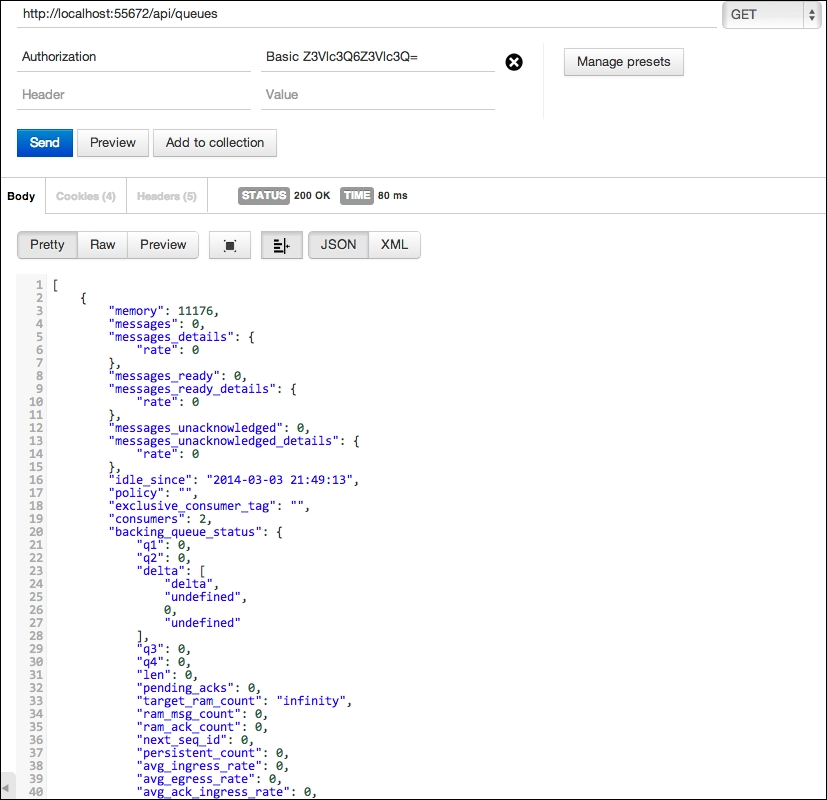 http://localhost:55672/api/queues GET
Authorization Basic Z3Vlc3Q6Z3Vlc3Q= Manage presets
Header Value
Send Preview Add to collection
Body Cookies (4) Headers (5) STATUS 200 OK TIME 80 ms
Pretty Raw Preview JSON XML
1 [
2 {
3 "memory": 11176,
4 "messages": 0,
5 "messages_details": {
6 "rate": 0
7 },
8 "messages_ready": 0,
9 "messages_ready_details": {
10 "rate": 0
11 },
12 "messages_unacknowledged": 0,
13 "messages_unacknowledged_details": {
14 "rate": 0
15 },
16 "idle_since": "2014-03-03 21:49:13",
17 "policy": "",
18 "exclusive_consumer_tag": "",
19 "consumers": 2,
20 "backing_queue_status": {
21 "q1": 0,
22 "q2": 0,
23 "delta": [
24 "delta",
25 "undefined",
26 0,
27 "undefined"
28 ],
29 "q3": 0,
30 "q4": 0,
31 "len": 0,
32 "pending_acks": 0,
33 "target_ram_count": "infinity",
34 "ram_msg_count": 0,
35 "ram_ack_count": 0,
36 "next_seq_id": 0,
37 "persistent_count": 0,
38 "avg_ingress_rate": 0,
39 "avg_egress_rate": 0,
40 "avg_ack_ingress_rate": 0,